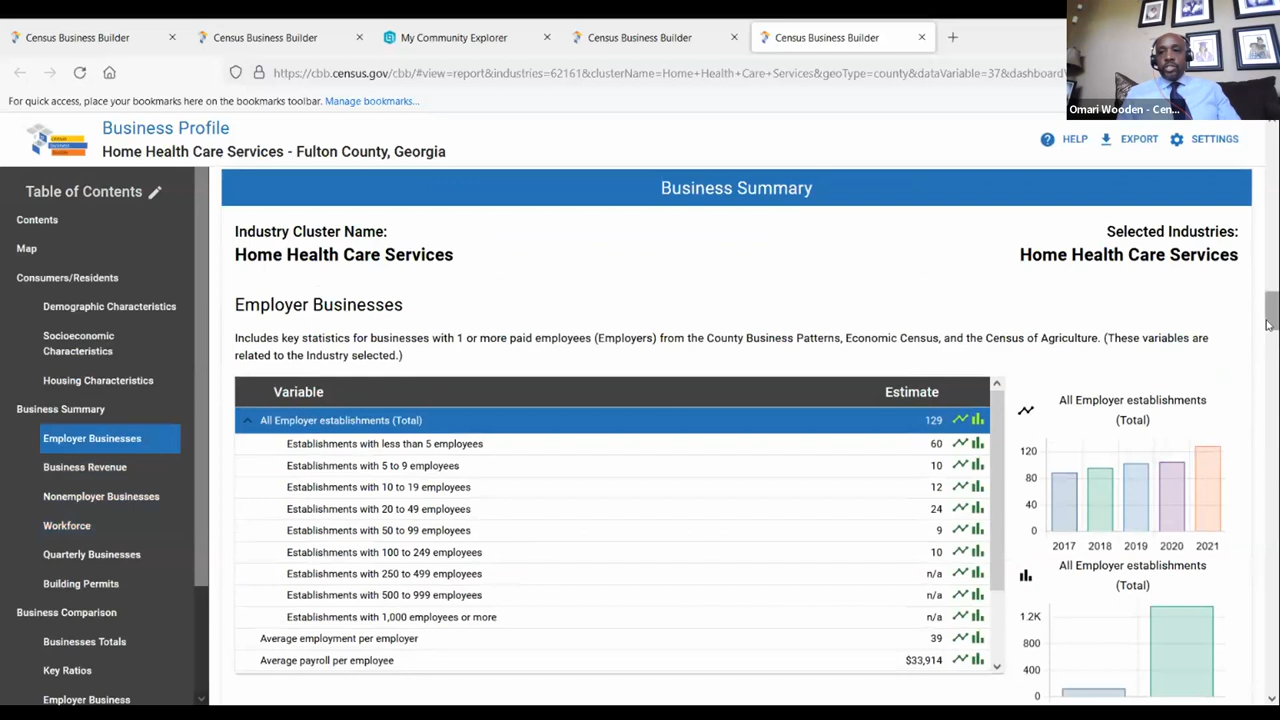 Census Business Builder
Census Business Builder
My Community Explorer
Census Business Builder
Census Business Builder
https://cbb.census.gov/cbb/#view=report&industries=62161&clusterName=Home+Health+Care+Services&geoType=county&dataVariable=37&dashboard
Omari Wooden - Cen...
For quick access, place your bookmarks here on the bookmarks toolbar. Manage bookmarks...
Business Profile
Home Health Care Services - Fulton County, Georgia
HELP
EXPORT
SETTINGS
Table of Contents
Contents
Map
Consumers/Residents
Demographic Characteristics
Socioeconomic
Characteristics
Housing Characteristics
Business Summary
Employer Businesses
Business Revenue
Nonemployer Businesses
Workforce
Quarterly Businesses
Building Permits
Business Comparison
Businesses Totals
Key Ratios
Employer Business
Business Summary
Industry Cluster Name:
Home Health Care Services
Selected Industries:
Home Health Care Services
Employer Businesses
Includes key statistics for businesses with 1 or more paid employees (Employers) from the County Business Patterns, Economic Census, and the Census of Agriculture. (These variables are
related to the Industry selected.)
Variable Estimate
All Employer establishments (Total) 129
Establishments with less than 5 employees 60
Establishments with 5 to 9 employees 10
Establishments with 10 to 19 employees 12
Establishments with 20 to 49 employees 24
Establishments with 50 to 99 employees 9
Establishments with 100 to 249 employees 10
Establishments with 250 to 499 employees n/a
Establishments with 500 to 999 employees n/a
Establishments with 1,000 employees or more n/a
Average employment per employer 39
Average payroll per employee $33,914
All Employer establishments
(Total)
120
80
40
0
2017 2018 2019 2020 2021
All Employer establishments
(Total)
1.2K
800
400
0